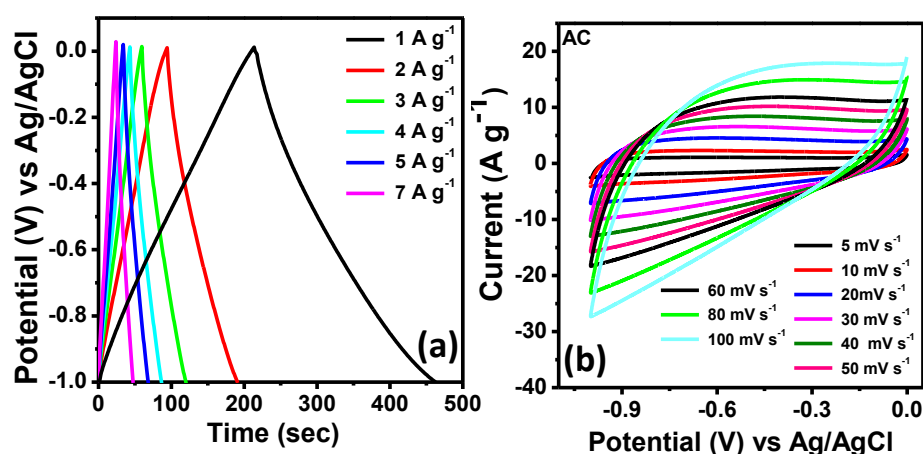 Potential (V) vs Ag/AgCl
0.0
-0.2
-0.4
-0.6
-0.8
-1.0
1 A g⁻¹
2 A g⁻¹
3 A g⁻¹
4 A g⁻¹
5 A g⁻¹
7 A g⁻¹
(a)
0 100 200 300 400 500
Time (sec)
AC
Current (A g⁻¹)
20
10
0
-10
-20
-30
-40
60 mV s⁻¹
80 mV s⁻¹
100 mV s⁻¹
5 mV s⁻¹
10 mV s⁻¹
20mV s⁻¹
30 mV s⁻¹
40 mV s⁻¹
50 mV s⁻¹
(b)
-0.9 -0.6 -0.3 0.0
Potential (V) vs Ag/AgCl